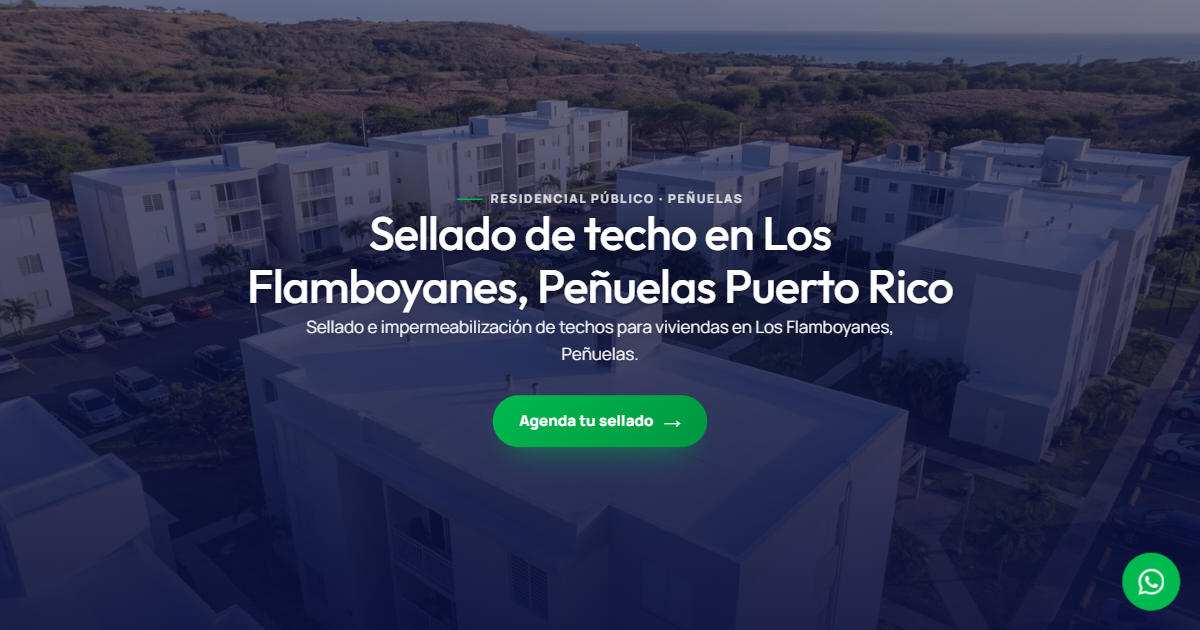 RESIDENCIAL PÚBLICO · PEÑUELAS
Sellado de techo en Los
Flamboyanes, Peñuelas Puerto Rico
Sellado e impermeabilización de techos para viviendas en Los Flamboyanes,
Peñuelas.
Agenda tu sellado →